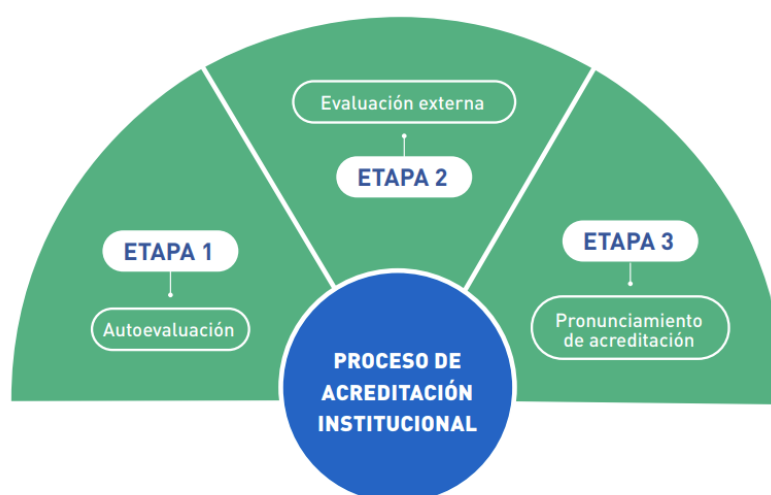 ETAPA 1
Autoevaluación
Evaluación externa
ETAPA 2
ETAPA 3
Pronunciamiento
de acreditación
PROCESO DE
ACREDITACIÓN
INSTITUCIONAL